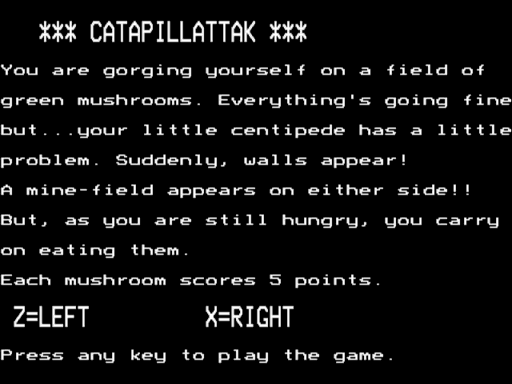 *** CATAPILLATTAK ***
You are gorging yourself on a field of
green mushrooms. Everything's going fine
but...your little centipede has a little
problem. Suddenly, walls appear!
A mine-field appears on either side!!
But, as you are still hungry, you carry
on eating them.
Each mushroom scores 5 points.
Z=LEFT X=RIGHT
Press any key to play the game.